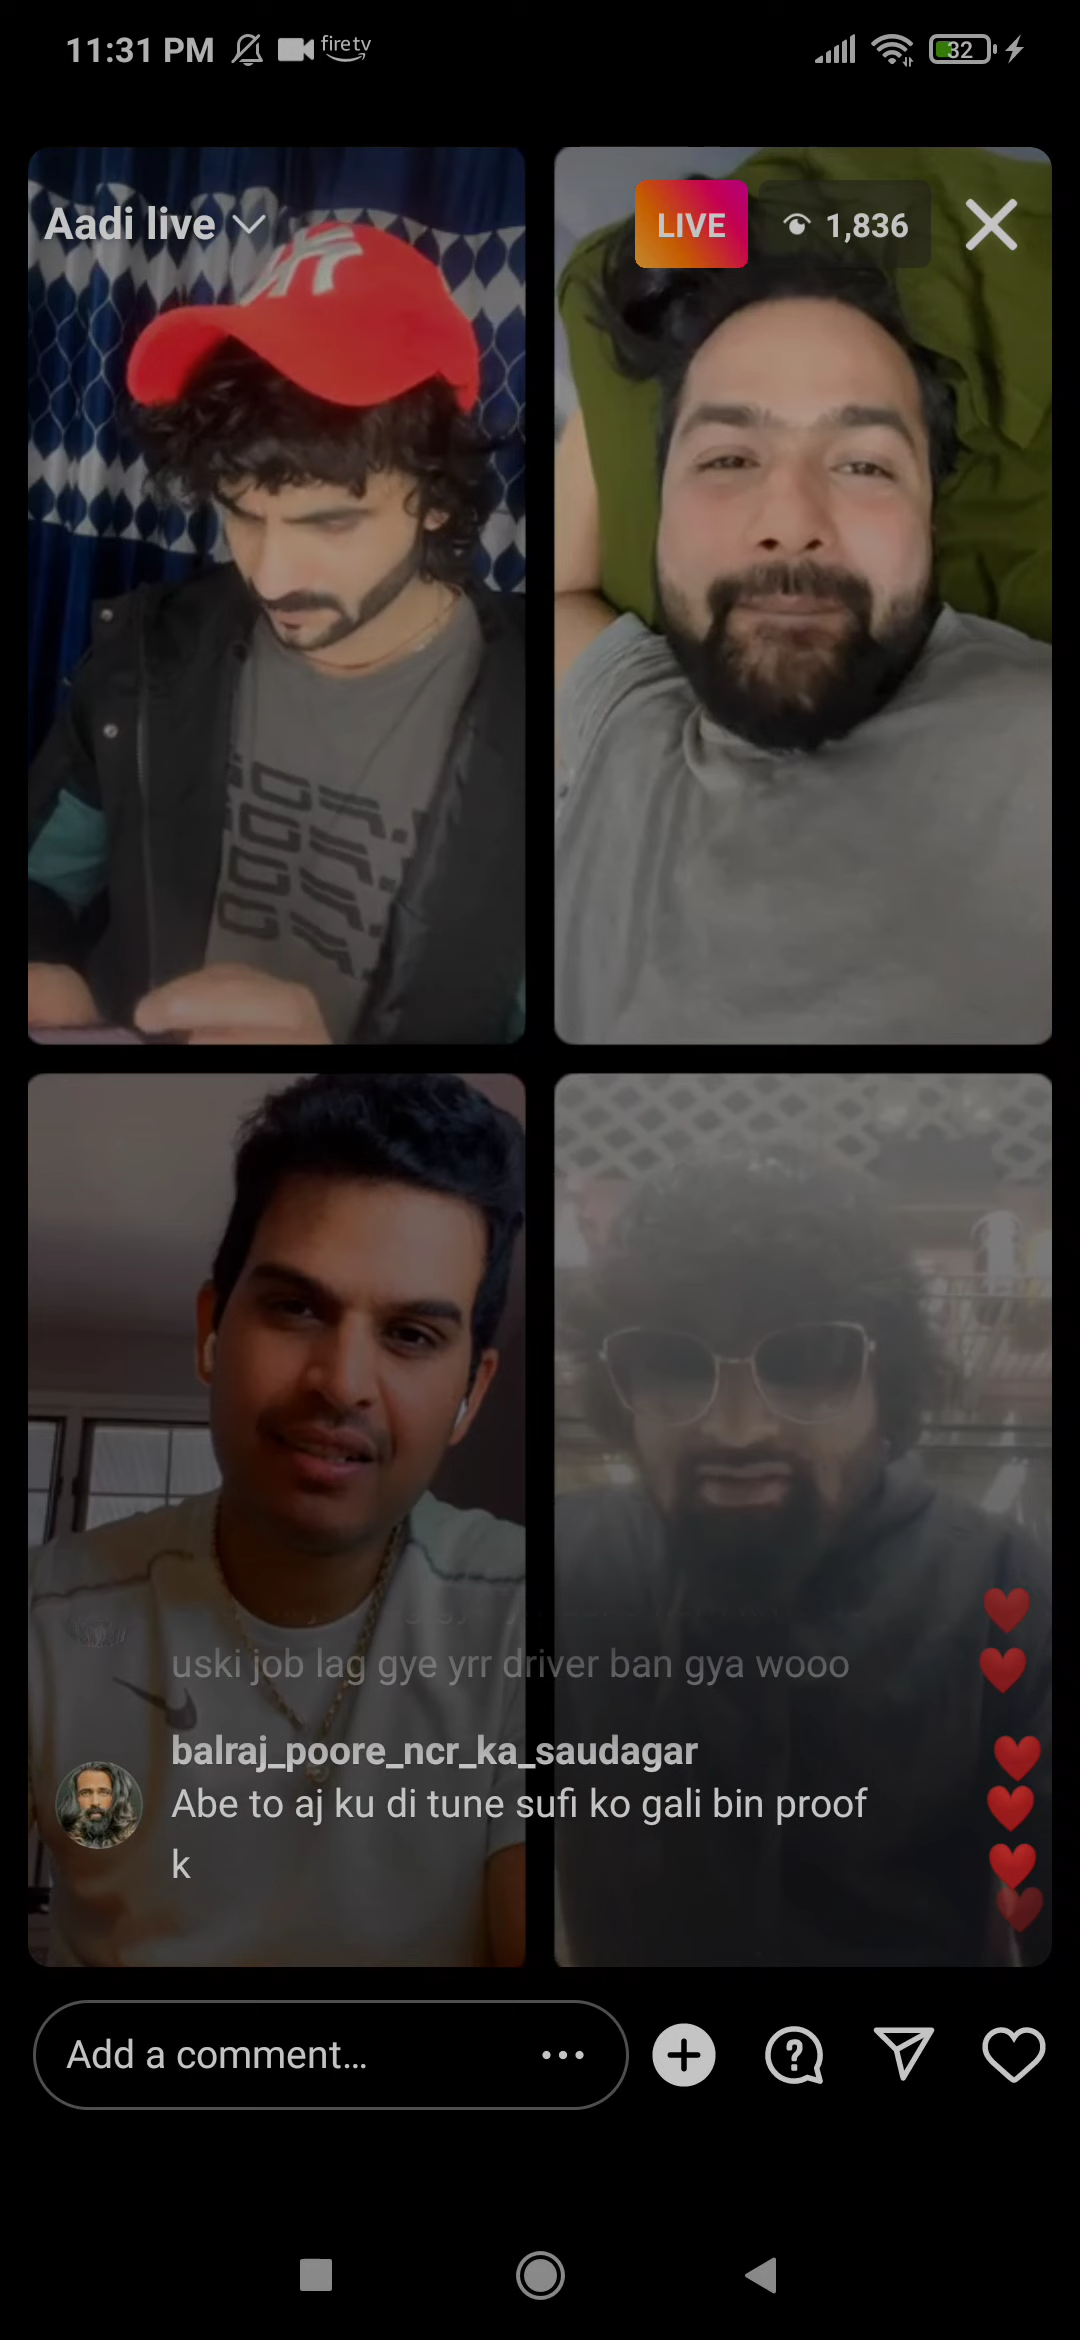 11:31 PM
firetv
32
Aadi live
LIVE
1,836
uski job lag gye yrr driver ban gya wooo
balraj_poore_ncr_ka_saudagar
Abe to aj ku di tune sufi ko gali bin proof
k
Add a comment...